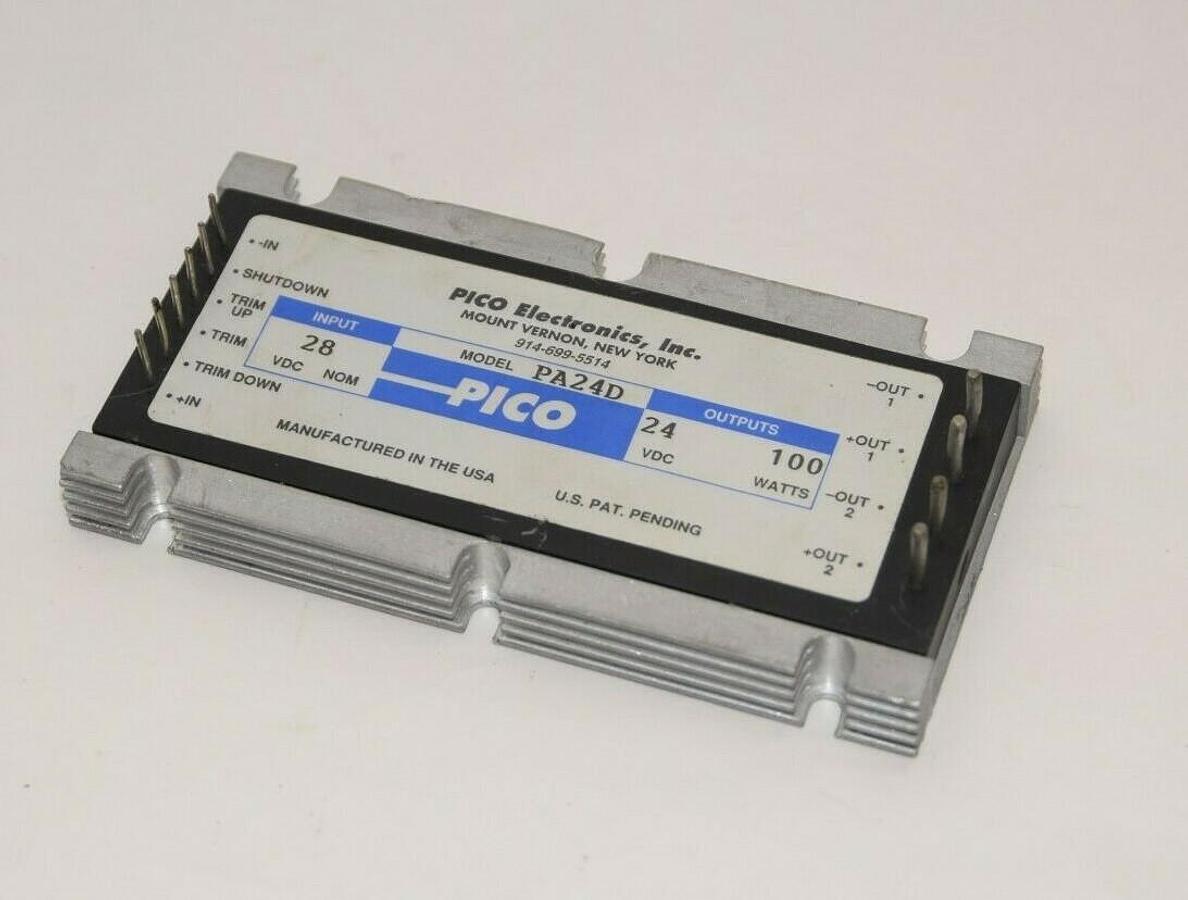 • -IN
• SHUTDOWN
• TRIM
UP
• TRIM
• TRIM DOWN
• +IN
PICO Electronics, Inc.
MOUNT VERNON, NEW YORK
914-699-5514
INPUT
28
VDC NOM
MODEL PA24D
PICO
OUTPUTS
24 100
VDC WATTS
MANUFACTURED IN THE USA
U.S. PAT. PENDING
–OUT •
1
+OUT •
1
–OUT •
2
+OUT •
2